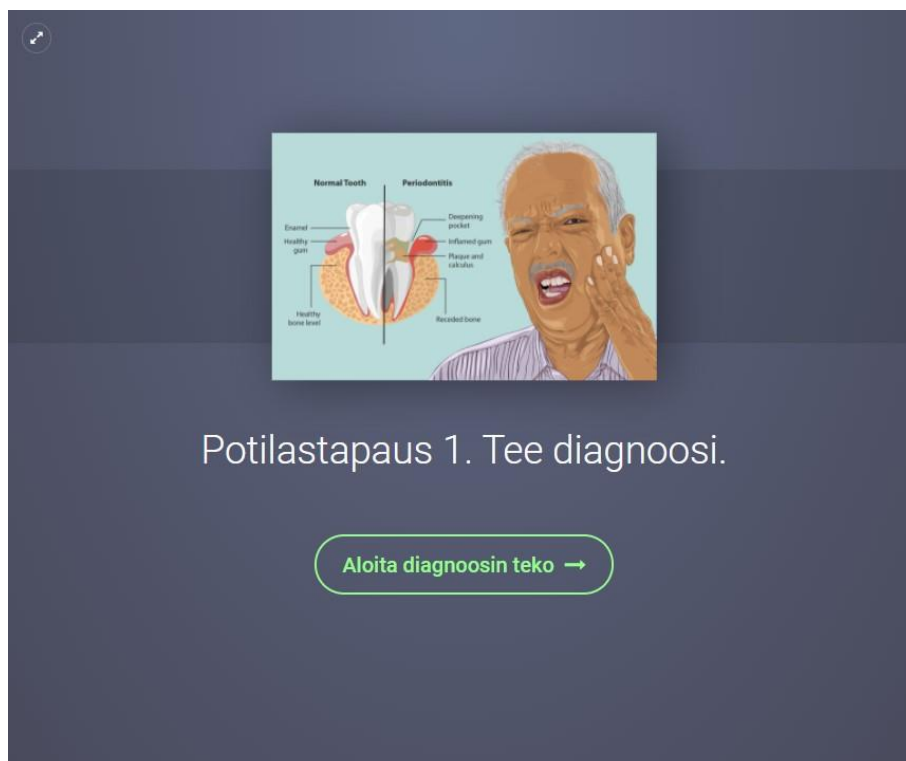 Normal Tooth
Periodontitis
Enamel
Healthy
gum
Healthy
bone level
Deepening
pocket
Inflamed gum
Plaque and
calculus
Receded bone
Potilastapaus 1. Tee diagnoosi.
Aloita diagnoosin teko →